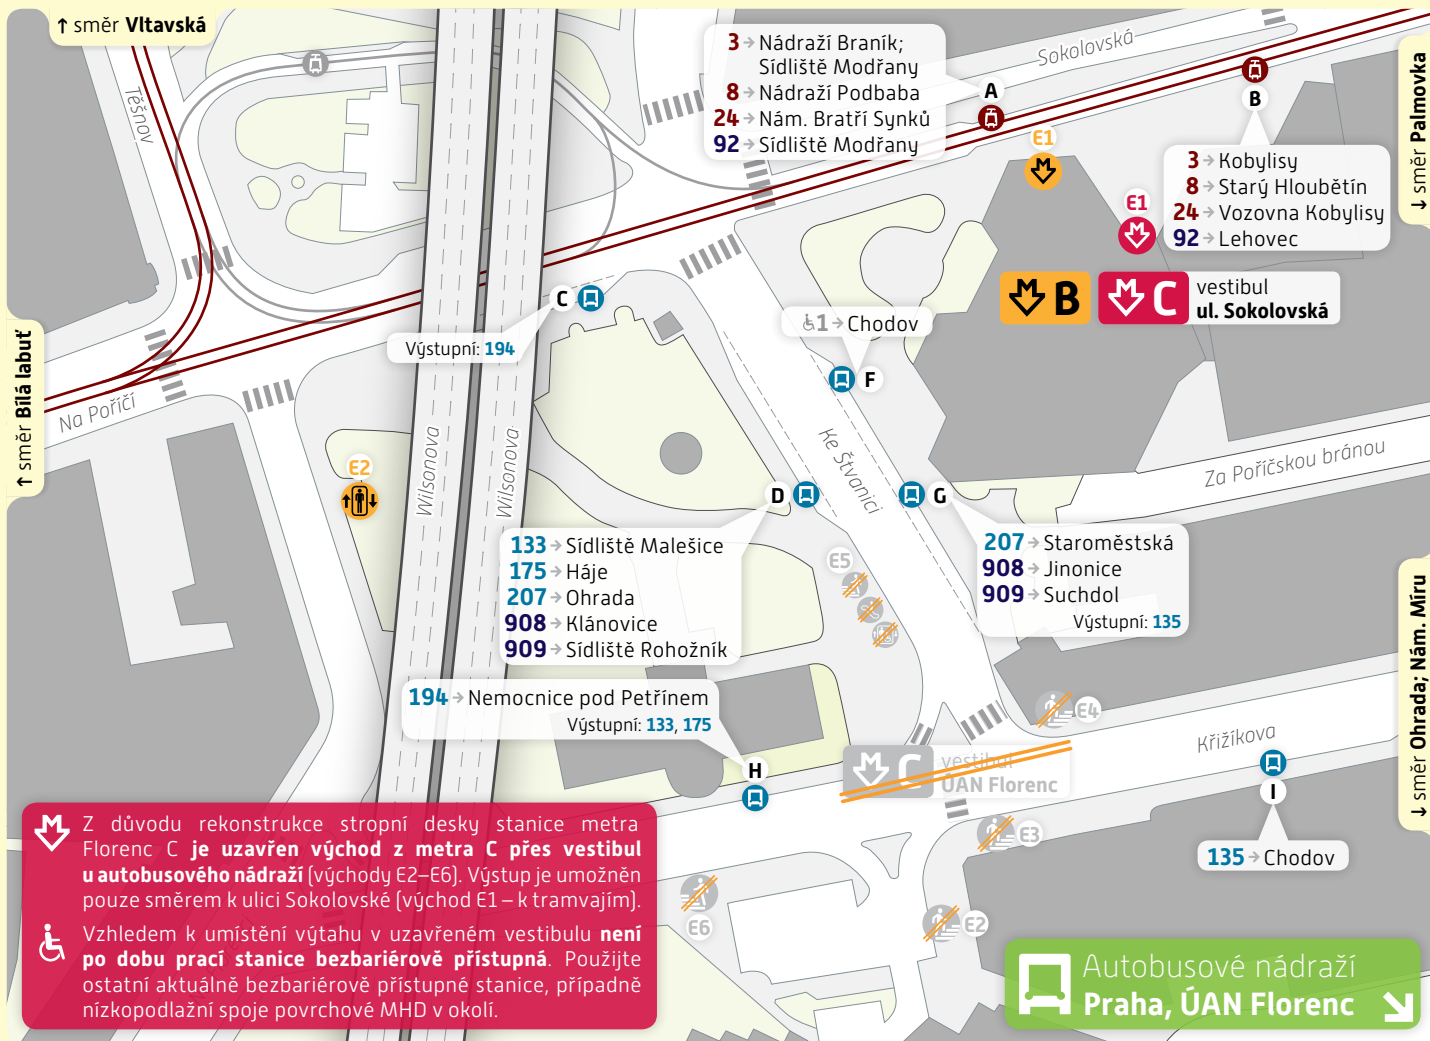 ↑ směr Vltavská
Těšnov
3 → Nádraží Braník;
Sídliště Modřany
8 → Nádraží Podbaba
24 → Nám. Bratří Synků
92 → Sídliště Modřany
A
Sokolovská
B
↓ směr Palmovka
E1
3 → Kobylisy
8 → Starý Hloubětín
24 → Vozovna Kobylisy
92 → Lehovec
E1
B
C
vestibul
ul. Sokolovská
C
Výstupní: 194
1 → Chodov
F
↑ směr Bílá labuť
Na Poříčí
E2
Wilsonova
Wilsonova
Ke Štvanici
Za Poříčskou bránou
D
G
133 → Sídliště Malešice
175 → Háje
207 → Ohrada
908 → Klánovice
909 → Sídliště Rohožník
207 → Staroměstská
908 → Jinonice
909 → Suchdol
Výstupní: 135
E5
194 → Nemocnice pod Petřínem
Výstupní: 133, 175
H
E4
C
vestibul
ÚAN Florenc
Křižíkova
I
135 → Chodov
↓ směr Ohrada; Nám. Míru
E3
E2
E6
Z důvodu rekonstrukce stropní desky stanice metra
Florenc C je uzavřen východ z metra C přes vestibul
u autobusového nádraží (východy E2–E6). Výstup je umožněn
pouze směrem k ulici Sokolovské (východ E1 – k tramvajím).
Vzhledem k umístění výtahu v uzavřeném vestibulu není
po dobu prací stanice bezbariérově přístupná. Použijte
ostatní aktuálně bezbariérově přístupné stanice, případně
nízkopodlažní spoje povrchové MHD v okolí.
Autobusové nádraží
Praha, ÚAN Florenc